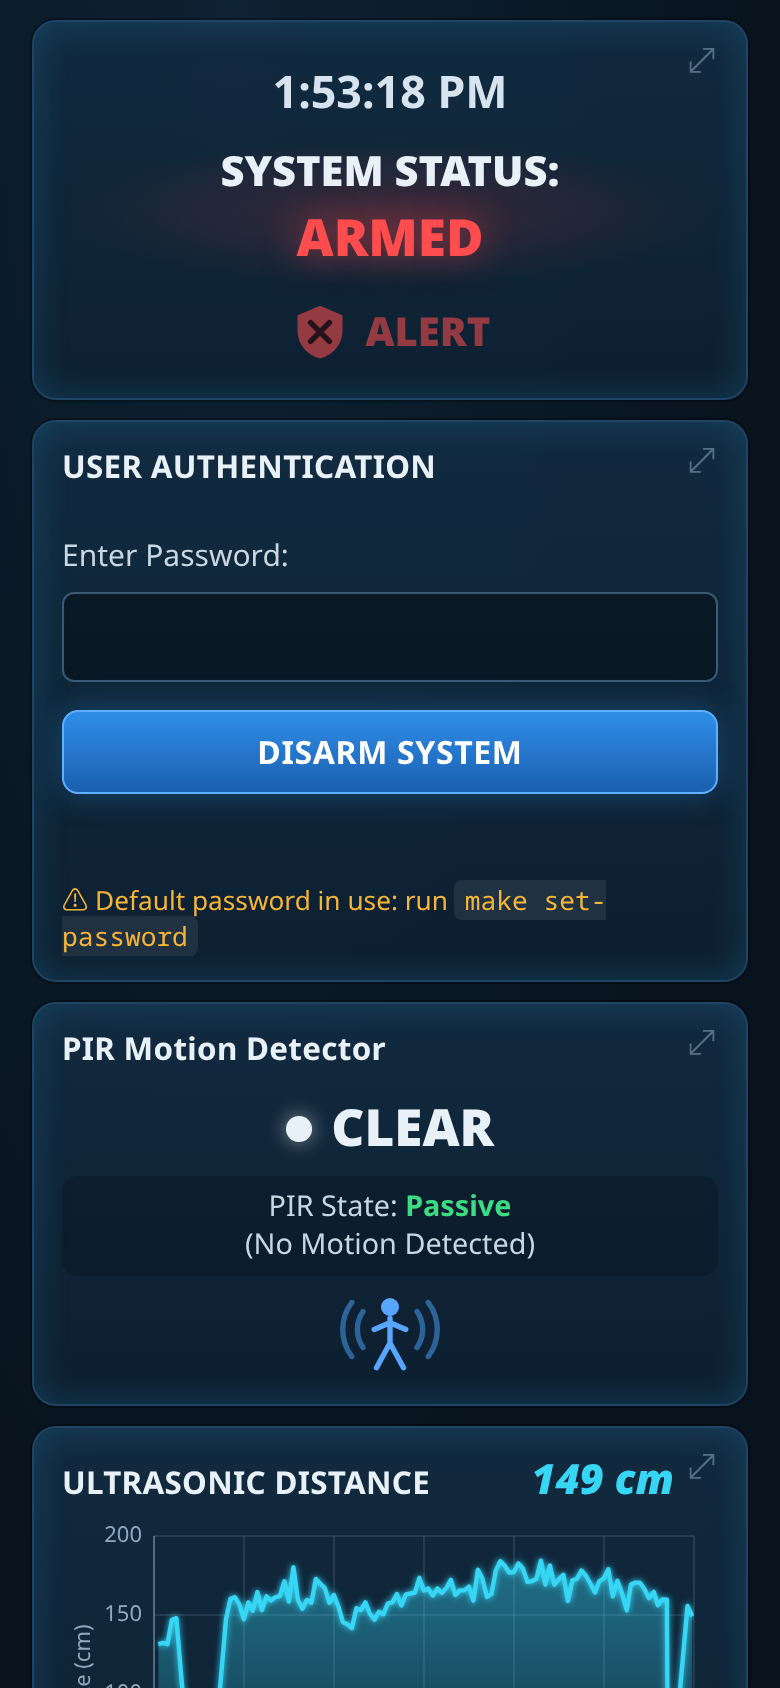 1:53:18 PM
SYSTEM STATUS:
ARMED
ALERT
USER AUTHENTICATION
Enter Password:
DISARM SYSTEM
⚠ Default password in use: run make set-
password
PIR Motion Detector
CLEAR
PIR State: Passive
(No Motion Detected)
ULTRASONIC DISTANCE 149 cm
200
150
e (cm)